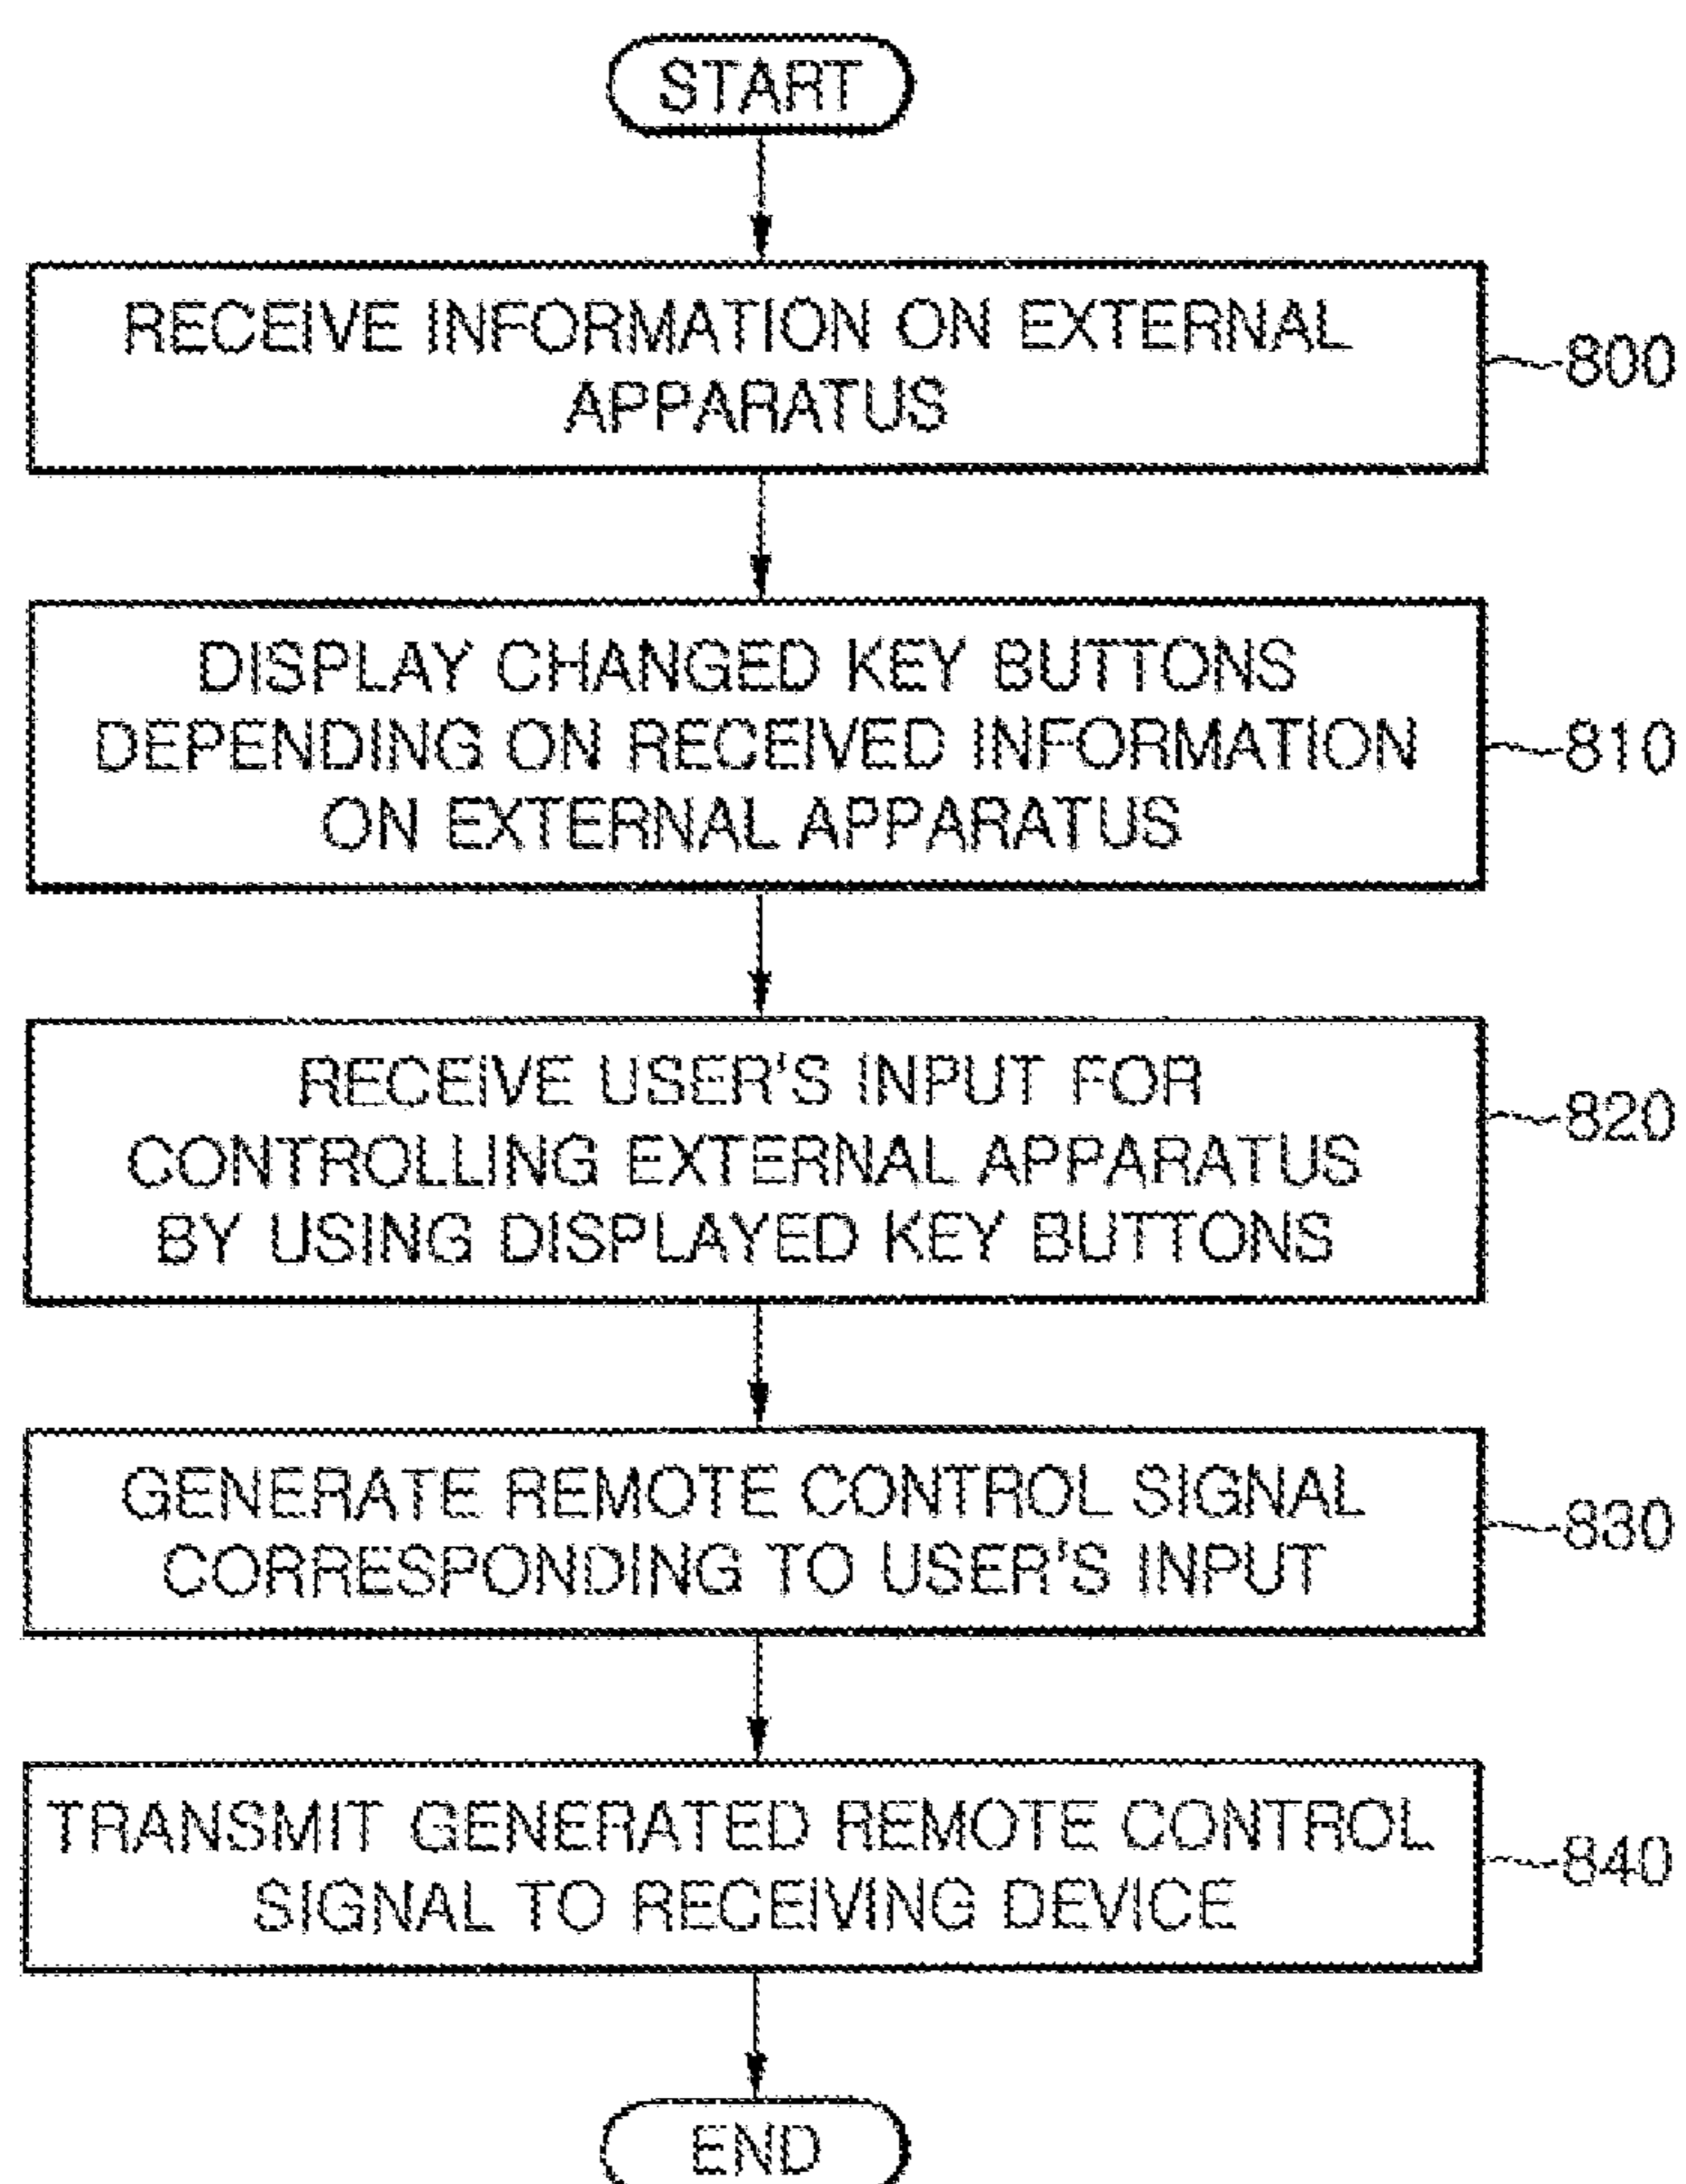 START
RECEIVE INFORMATION ON EXTERNAL
APPARATUS
800
DISPLAY CHANGED KEY BUTTONS
DEPENDING ON RECEIVED INFORMATION
ON EXTERNAL APPARATUS
810
RECEIVE USER'S INPUT FOR
CONTROLLING EXTERNAL APPARATUS
BY USING DISPLAYED KEY BUTTONS
820
GENERATE REMOTE CONTROL SIGNAL
CORRESPONDING TO USER'S INPUT
830
TRANSMIT GENERATED REMOTE CONTROL
SIGNAL TO RECEIVING DEVICE
840
END